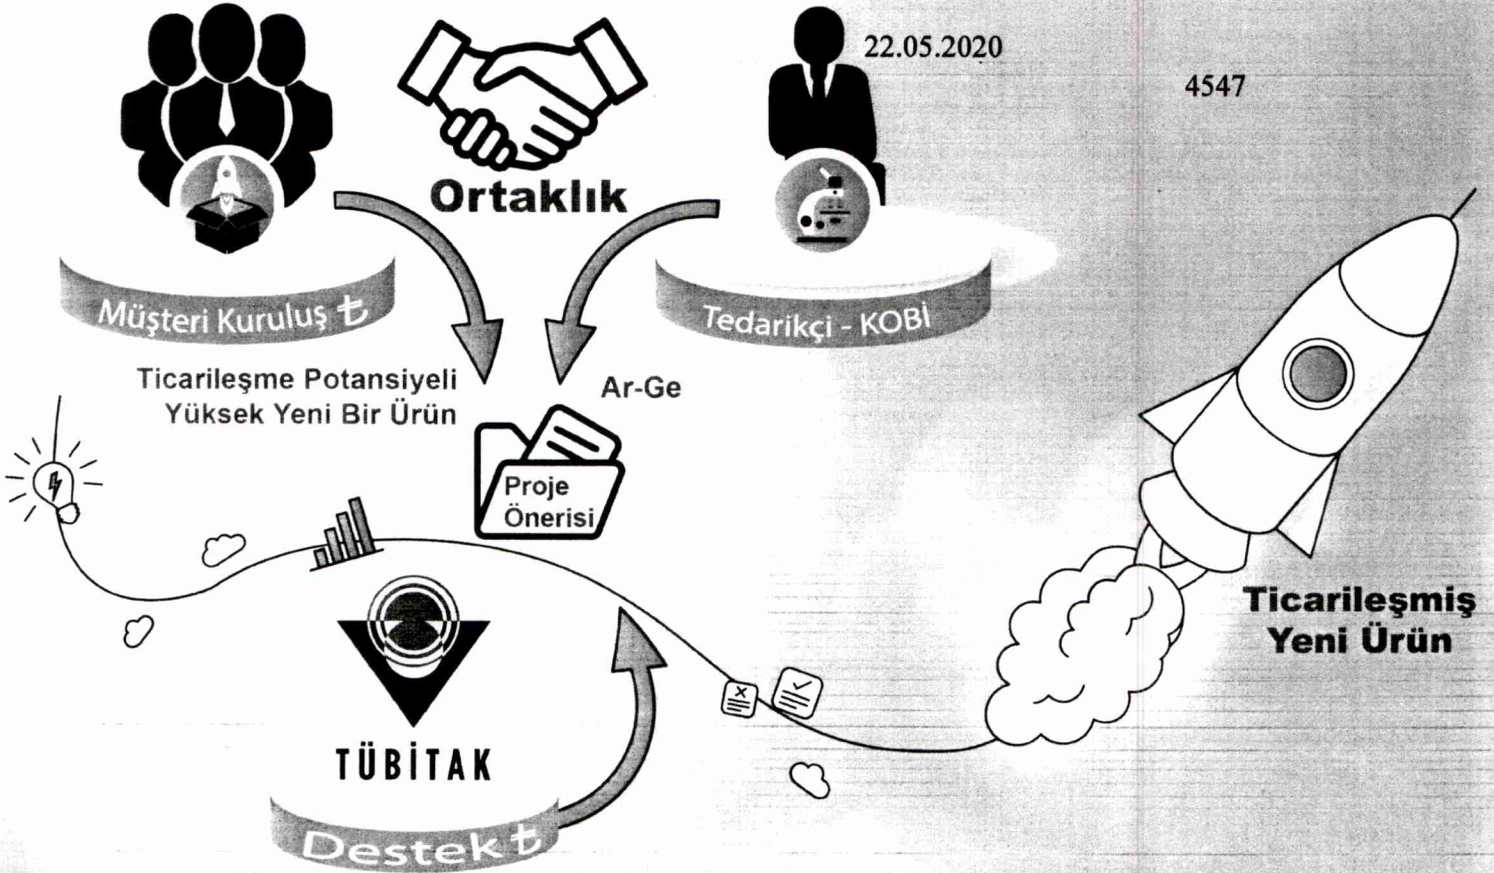 22.05.2020
4547
Ortaklık
Müşteri Kuruluş ₺
Tedarikçi - KOBİ
Ticarileşme Potansiyeli
Yüksek Yeni Bir Ürün
Ar-Ge
Proje
Önerisi
Ticarileşmiş
Yeni Ürün
TÜBİTAK
Destek ₺